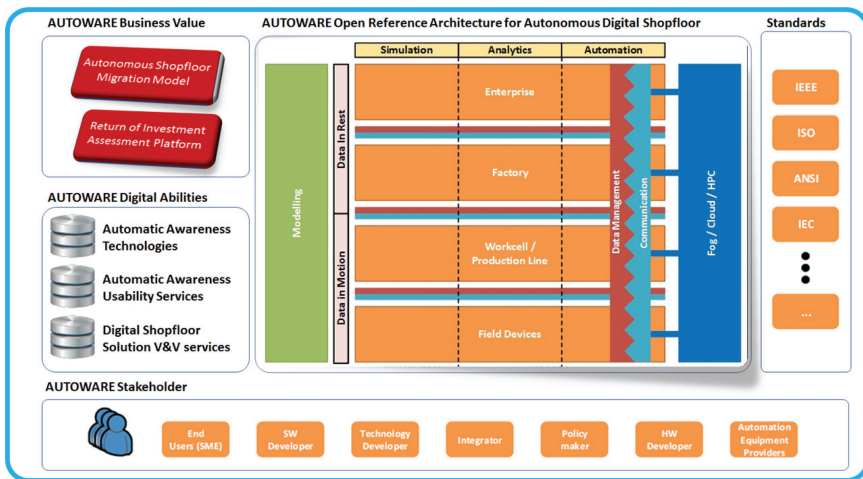 AUTOWARE Business Value
Autonomous Shopfloor
Migration Model
Return of Investment
Assessment Platform
AUTOWARE Digital Abilities
Automatic Awareness
Technologies
Automatic Awareness
Usability Services
Digital Shopfloor
Solution V&V services
AUTOWARE Open Reference Architecture for Autonomous Digital Shopfloor
Simulation
Analytics
Automation
Modelling
Data In Rest
Data in Motion
Enterprise
Factory
Workcell /
Production Line
Field Devices
Data Management
Communication
Fog / Cloud / HPC
Standards
IEEE
ISO
ANSI
IEC
...
AUTOWARE Stakeholder
End
Users (SME)
SW
Developer
Technology
Developer
Integrator
Policy
maker
HW
Developer
Automation
Equipment
Providers